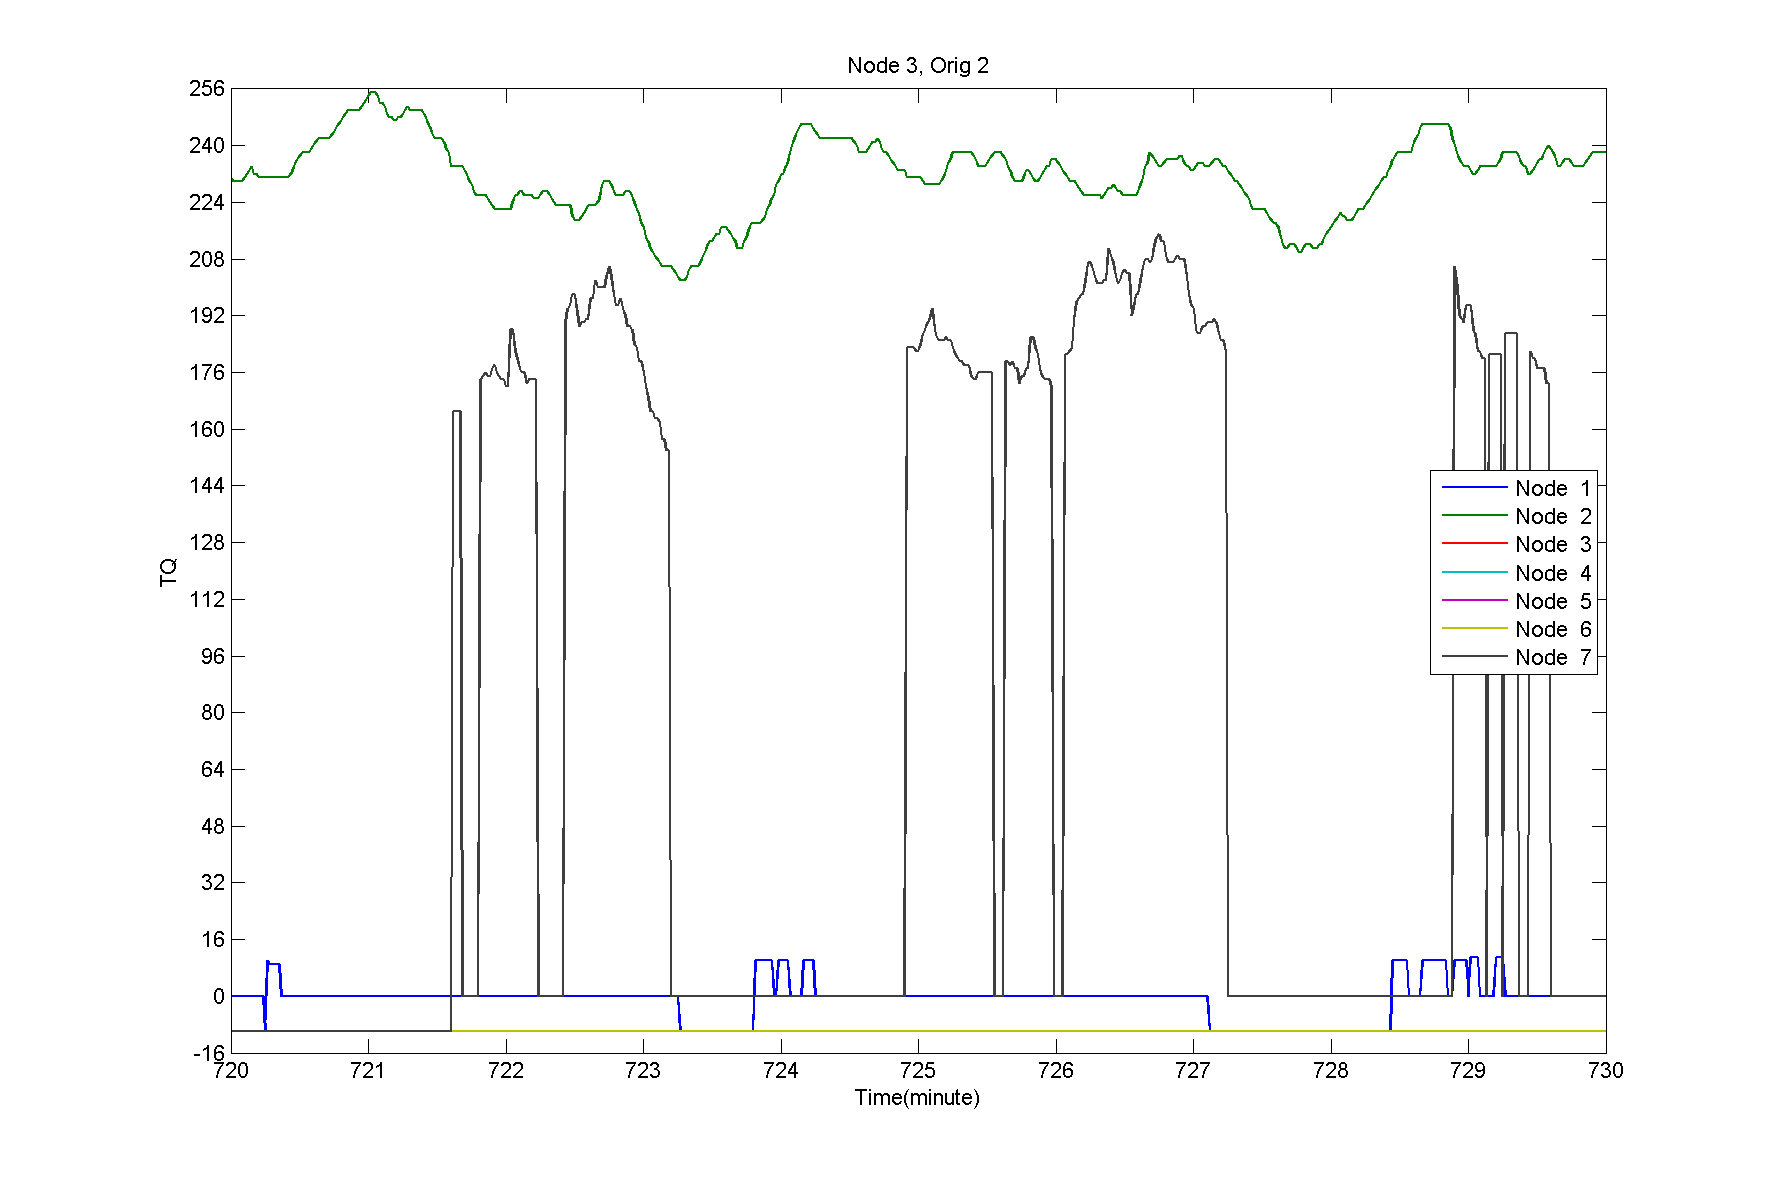 Node 3, Orig 2
256
240
224
208
192
176
160
144
128
112
96
80
64
48
32
16
0
-16
TQ
Node 1
Node 2
Node 3
Node 4
Node 5
Node 6
Node 7
720 721 722 723 724 725 726 727 728 729 730
Time(minute)